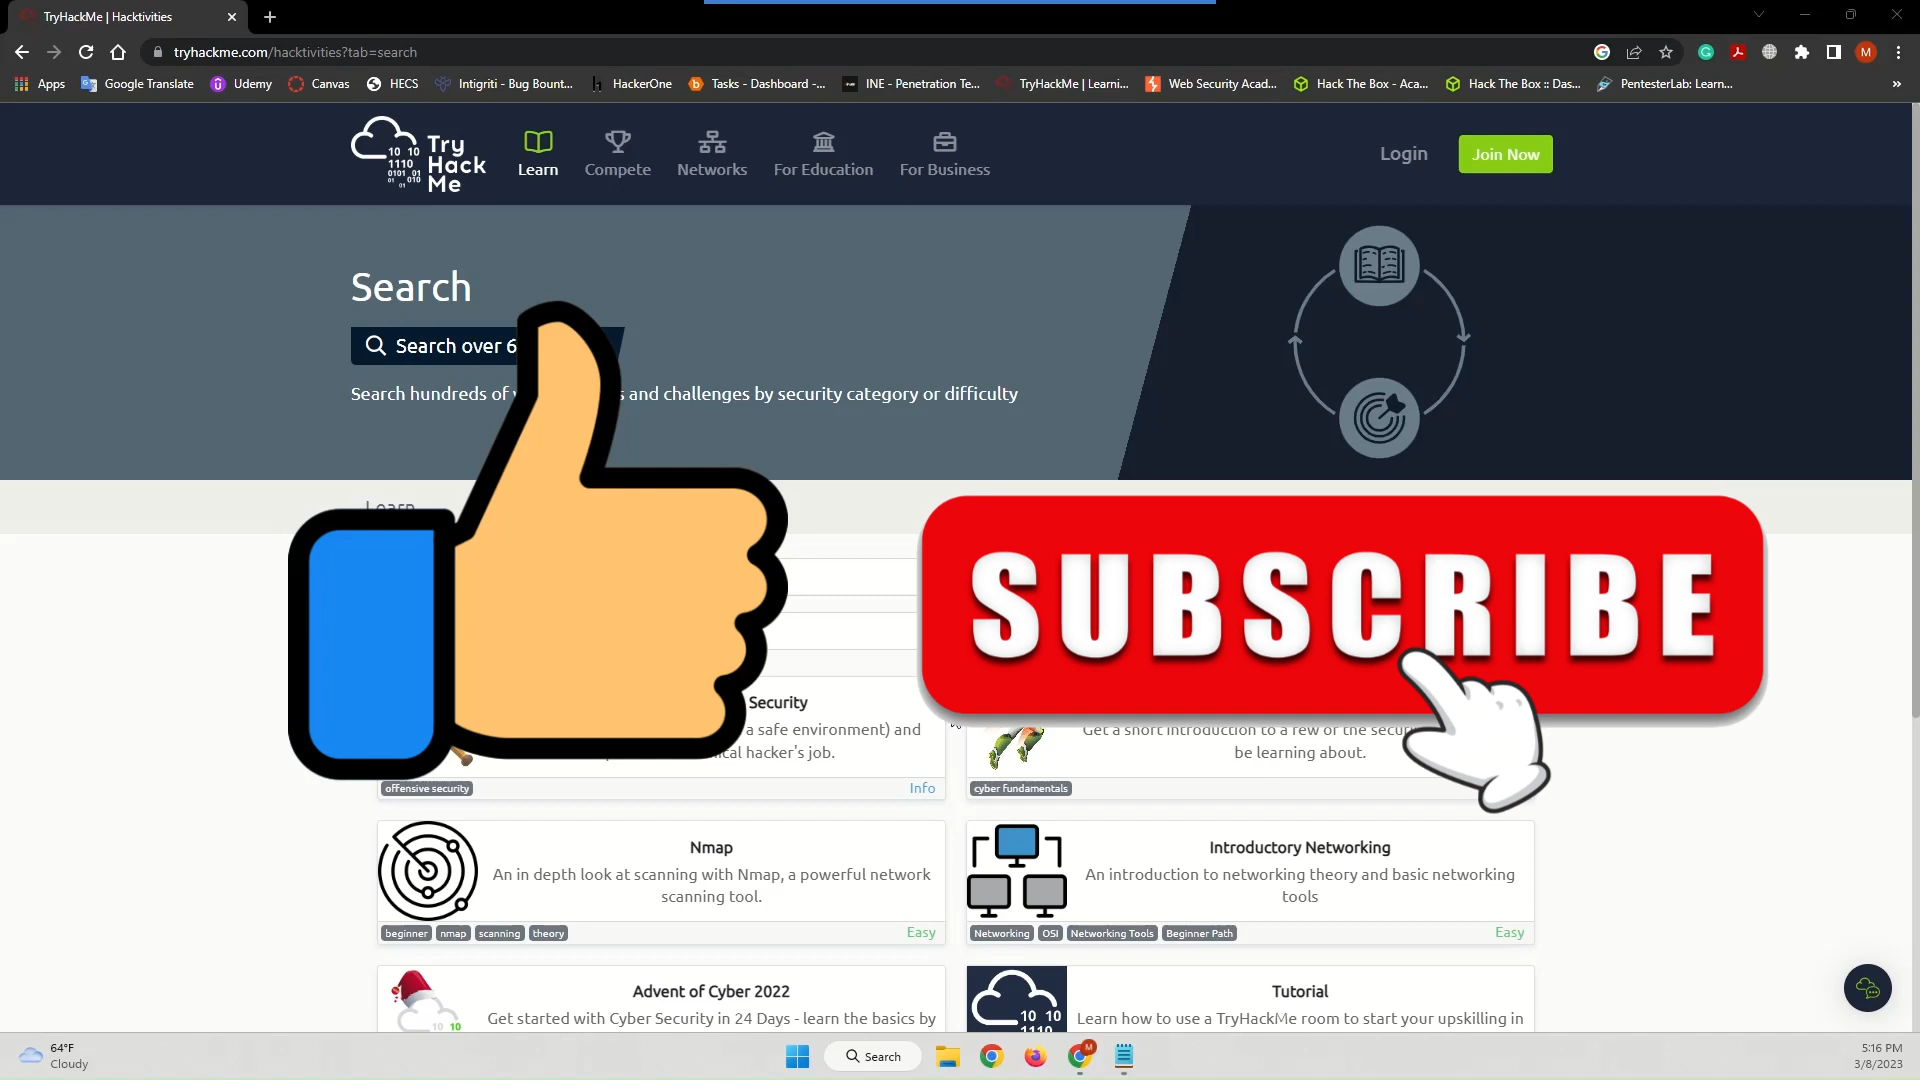 TryHackMe | Hacktivities
tryhackme.com/hacktivities?tab=search
Apps
Google Translate
Udemy
Canvas
HECS
Intigriti - Bug Bount...
HackerOne
Tasks - Dashboard -...
INE - Penetration Te...
TryHackMe | Learni...
Web Security Acad...
Hack The Box - Aca...
Hack The Box :: Das...
PentesterLab: Learn...
Try
Hack
Me
Learn
Compete
Networks
For Education
For Business
Login
Join Now
Search
Search over 6
Search hundreds of
and challenges by security category or difficulty
Learn
SUBSCRIBE
Security
a safe environment) and
hacker's job.
offensive security
Info
Get a short introduction to a few of the
be learning about.
cyber fundamentals
Nmap
An in depth look at scanning with Nmap, a powerful network
scanning tool.
beginner nmap scanning theory
Easy
Introductory Networking
An introduction to networking theory and basic networking
tools
Networking OSI Networking Tools Beginner Path
Easy
Advent of Cyber 2022
Get started with Cyber Security in 24 Days - learn the basics by
Tutorial
Learn how to use a TryHackMe room to start your upskilling in
64°F
Cloudy
Search
5:16 PM
3/8/2023